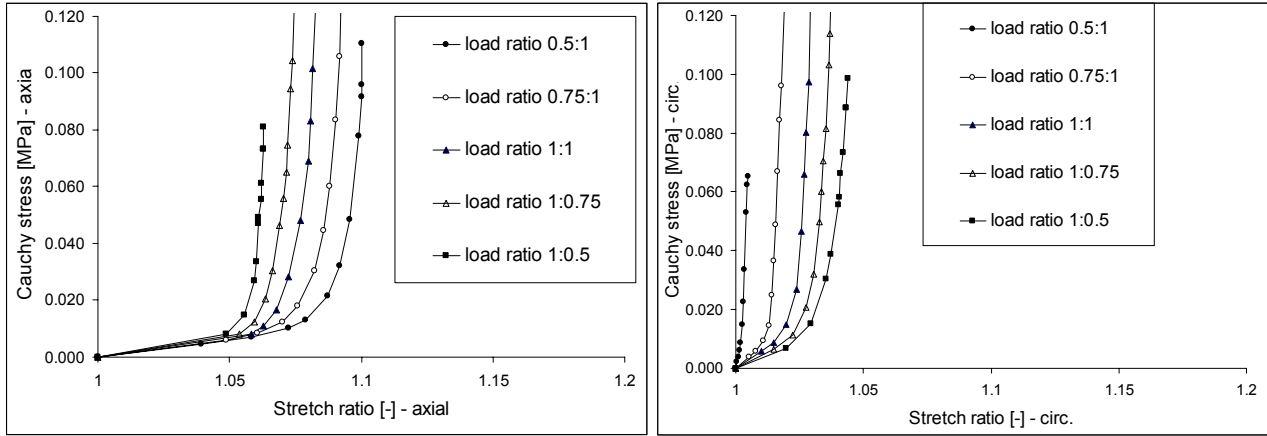 0.120
0.100
0.080
0.060
0.040
0.020
0.000
Cauchy stress [MPa] - axia
load ratio 0.5:1
load ratio 0.75:1
load ratio 1:1
load ratio 1:0.75
load ratio 1:0.5
1 1.05 1.1 1.15 1.2
Stretch ratio [-] - axial
0.120
0.100
0.080
0.060
0.040
0.020
0.000
Cauchy stress [MPa] - circ.
load ratio 0.5:1
load ratio 0.75:1
load ratio 1:1
load ratio 1:0.75
load ratio 1:0.5
1 1.05 1.1 1.15 1.2
Stretch ratio [-] - circ.